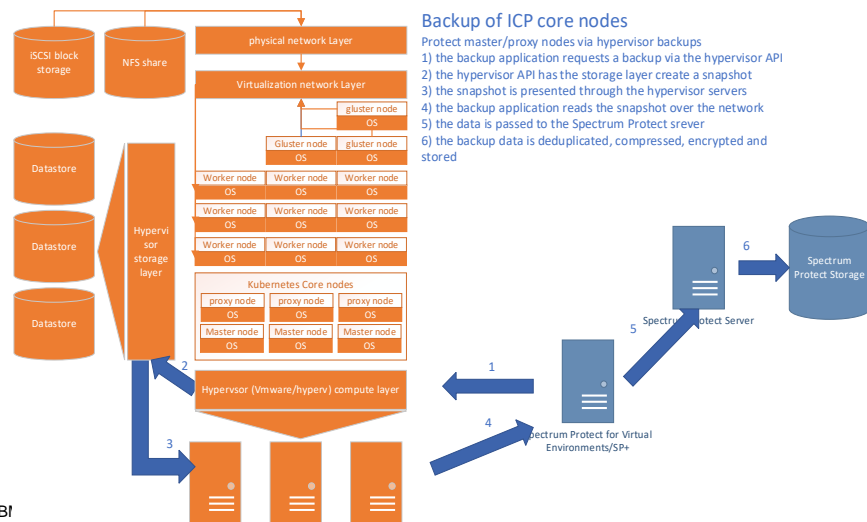 Backup of ICP core nodes
Protect master/proxy nodes via hypervisor backups
1) the backup application requests a backup via the hypervisor API
2) the hypervisor API has the storage layer create a snapshot
3) the snapshot is presented through the hypervisor servers
4) the backup application reads the snapshot over the network
5) the data is passed to the Spectrum Protect srever
6) the backup data is deduplicated, compressed, encrypted and
stored
iSCSI block
storage
NFS share
physical network Layer
Virtualization network Layer
gluster node
OS
Gluster node gluster node
OS OS
Datastore
Datastore
Datastore
Hypervi
sor
storage
layer
Worker node Worker node Worker node
OS OS OS
Worker node Worker node Worker node
OS OS OS
Worker node Worker node Worker node
OS OS OS
Kubernetes Core nodes
proxy node proxy node proxy node
OS OS OS
Master node Master node Master node
OS OS OS
Hypervsor (Vmware/hyperv) compute layer
1
2
3
4
5
6
Spectrum Protect Server
Spectrum
Protect Storage
Spectrum Protect for Virtual
Environments/SP+